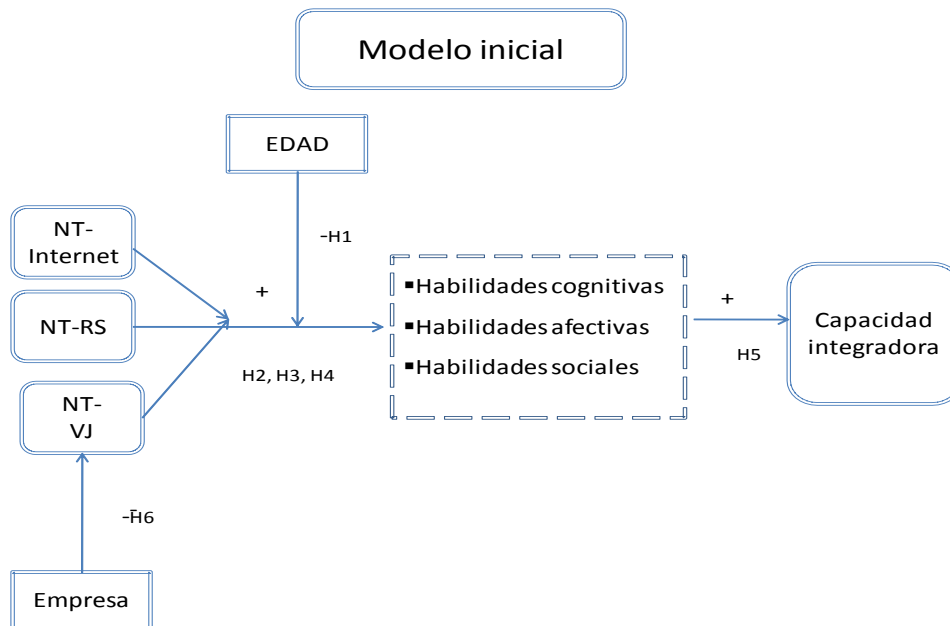 Modelo inicial
EDAD
NT-
Internet
-H1
+
▪Habilidades cognitivas
+
NT-RS
▪Habilidades afectivas
Capacidad
integradora
H2, H3, H4
▪Habilidades sociales
H5
NT-
VJ
-H6
Empresa